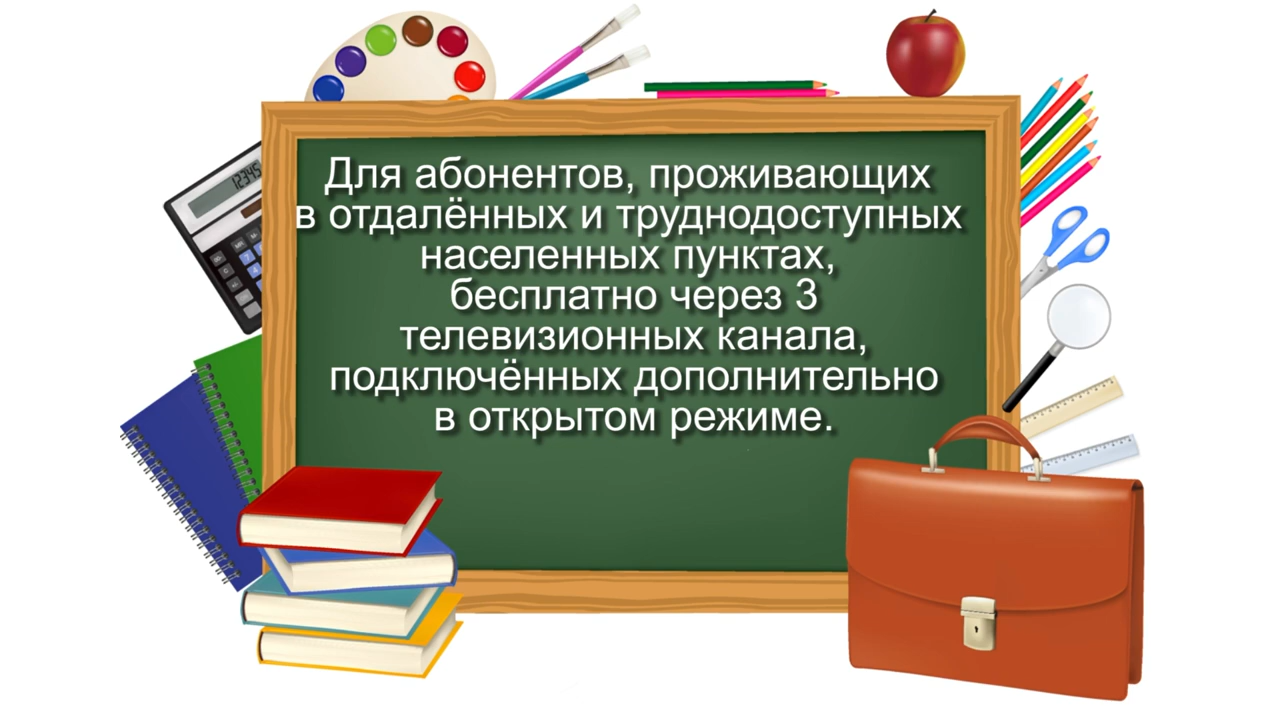 Для абонентов, проживающих
в отдалённых и труднодоступных
населенных пунктах,
бесплатно через 3
телевизионных канала,
подключённых дополнительно
в открытом режиме.